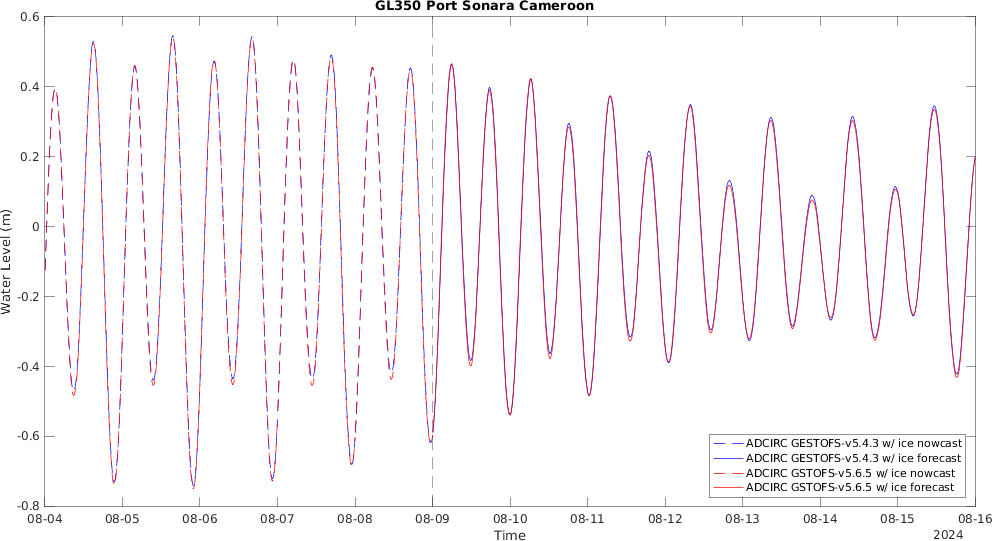 GL350 Port Sonara Cameroon
0.6
0.4
0.2
0
-0.2
-0.4
-0.6
-0.8
Water Level (m)
ADCIRC GESTOFS-v5.4.3 w/ ice nowcast
ADCIRC GESTOFS-v5.4.3 w/ ice forecast
ADCIRC GSTOFS-v5.6.5 w/ ice nowcast
ADCIRC GSTOFS-v5.6.5 w/ ice forecast
08-04 08-05 08-06 08-07 08-08 08-09 08-10 08-11 08-12 08-13 08-14 08-15 08-16
Time
2024